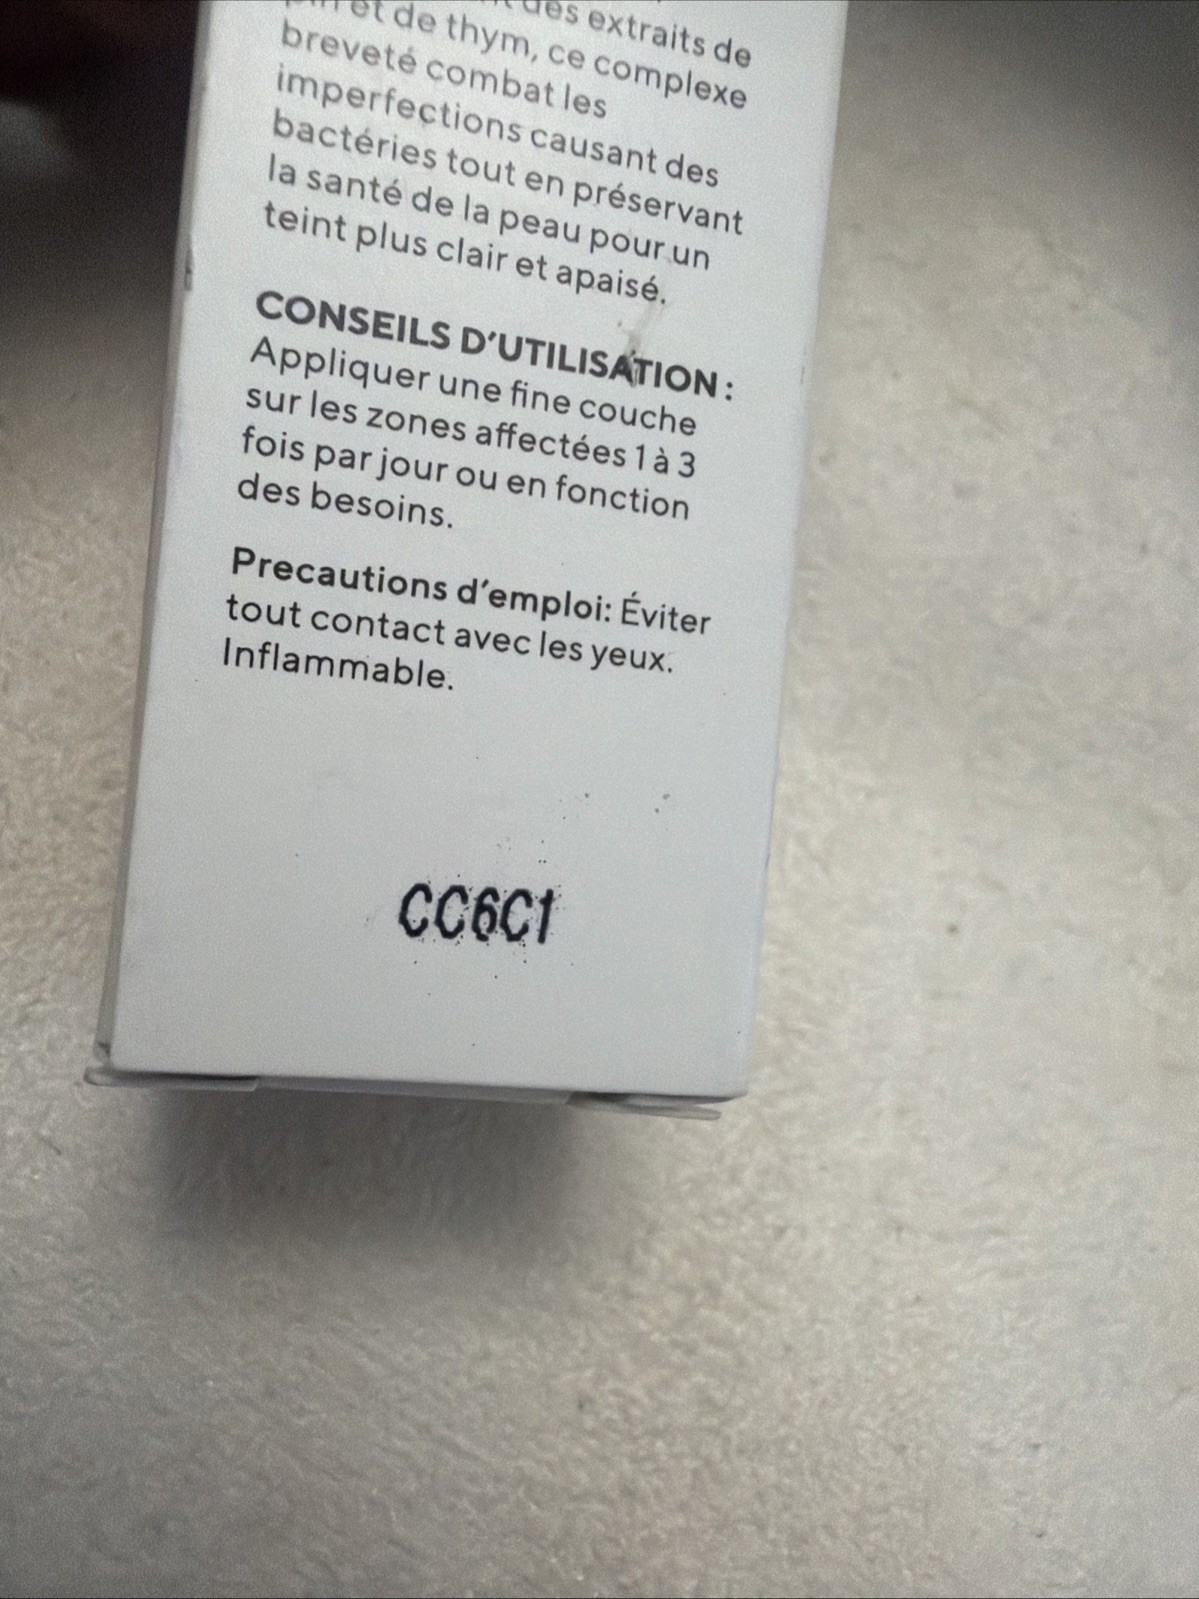 des extraits de
et de thym, ce complexe
breveté combat les
imperfections causant des
bactéries tout en préservant
la santé de la peau pour un
teint plus clair et apaisé.
CONSEILS D'UTILISATION :
Appliquer une fine couche
sur les zones affectées 1 à 3
fois par jour ou en fonction
des besoins.
Precautions d'emploi: Éviter
tout contact avec les yeux.
Inflammable.
CC6C1